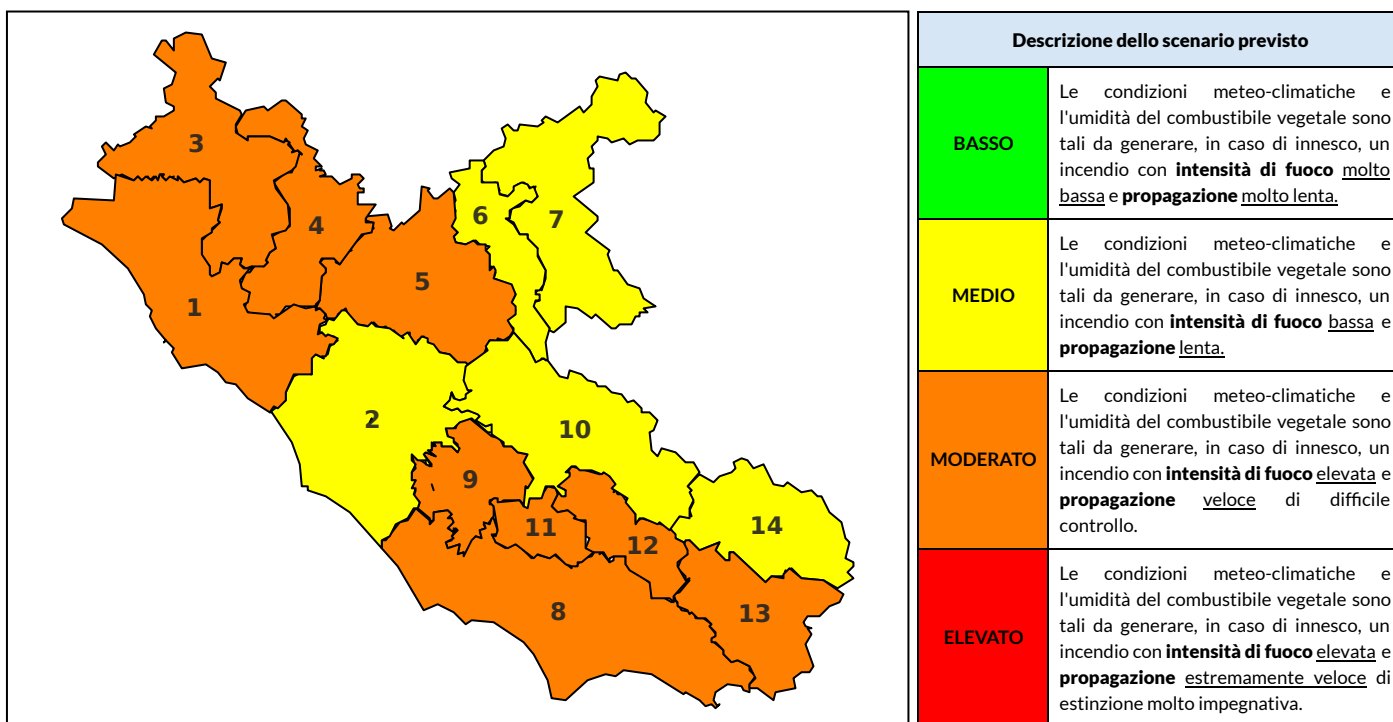 3
4
6
7
5
1
2
10
9
14
11
12
8
13
Descrizione dello scenario previsto
BASSO
Le condizioni meteo-climatiche e
l'umidità del combustibile vegetale sono
tali da generare, in caso di innesco, un
incendio con intensità di fuoco molto
bassa e propagazione molto lenta.
MEDIO
Le condizioni meteo-climatiche e
l'umidità del combustibile vegetale sono
tali da generare, in caso di innesco, un
incendio con intensità di fuoco bassa e
propagazione lenta.
MODERATO
Le condizioni meteo-climatiche e
l'umidità del combustibile vegetale sono
tali da generare, in caso di innesco, un
incendio con intensità di fuoco elevata e
propagazione veloce di difficile
controllo.
ELEVATO
Le condizioni meteo-climatiche e
l'umidità del combustibile vegetale sono
tali da generare, in caso di innesco, un
incendio con intensità di fuoco elevata e
propagazione estremamente veloce di
estinzione molto impegnativa.